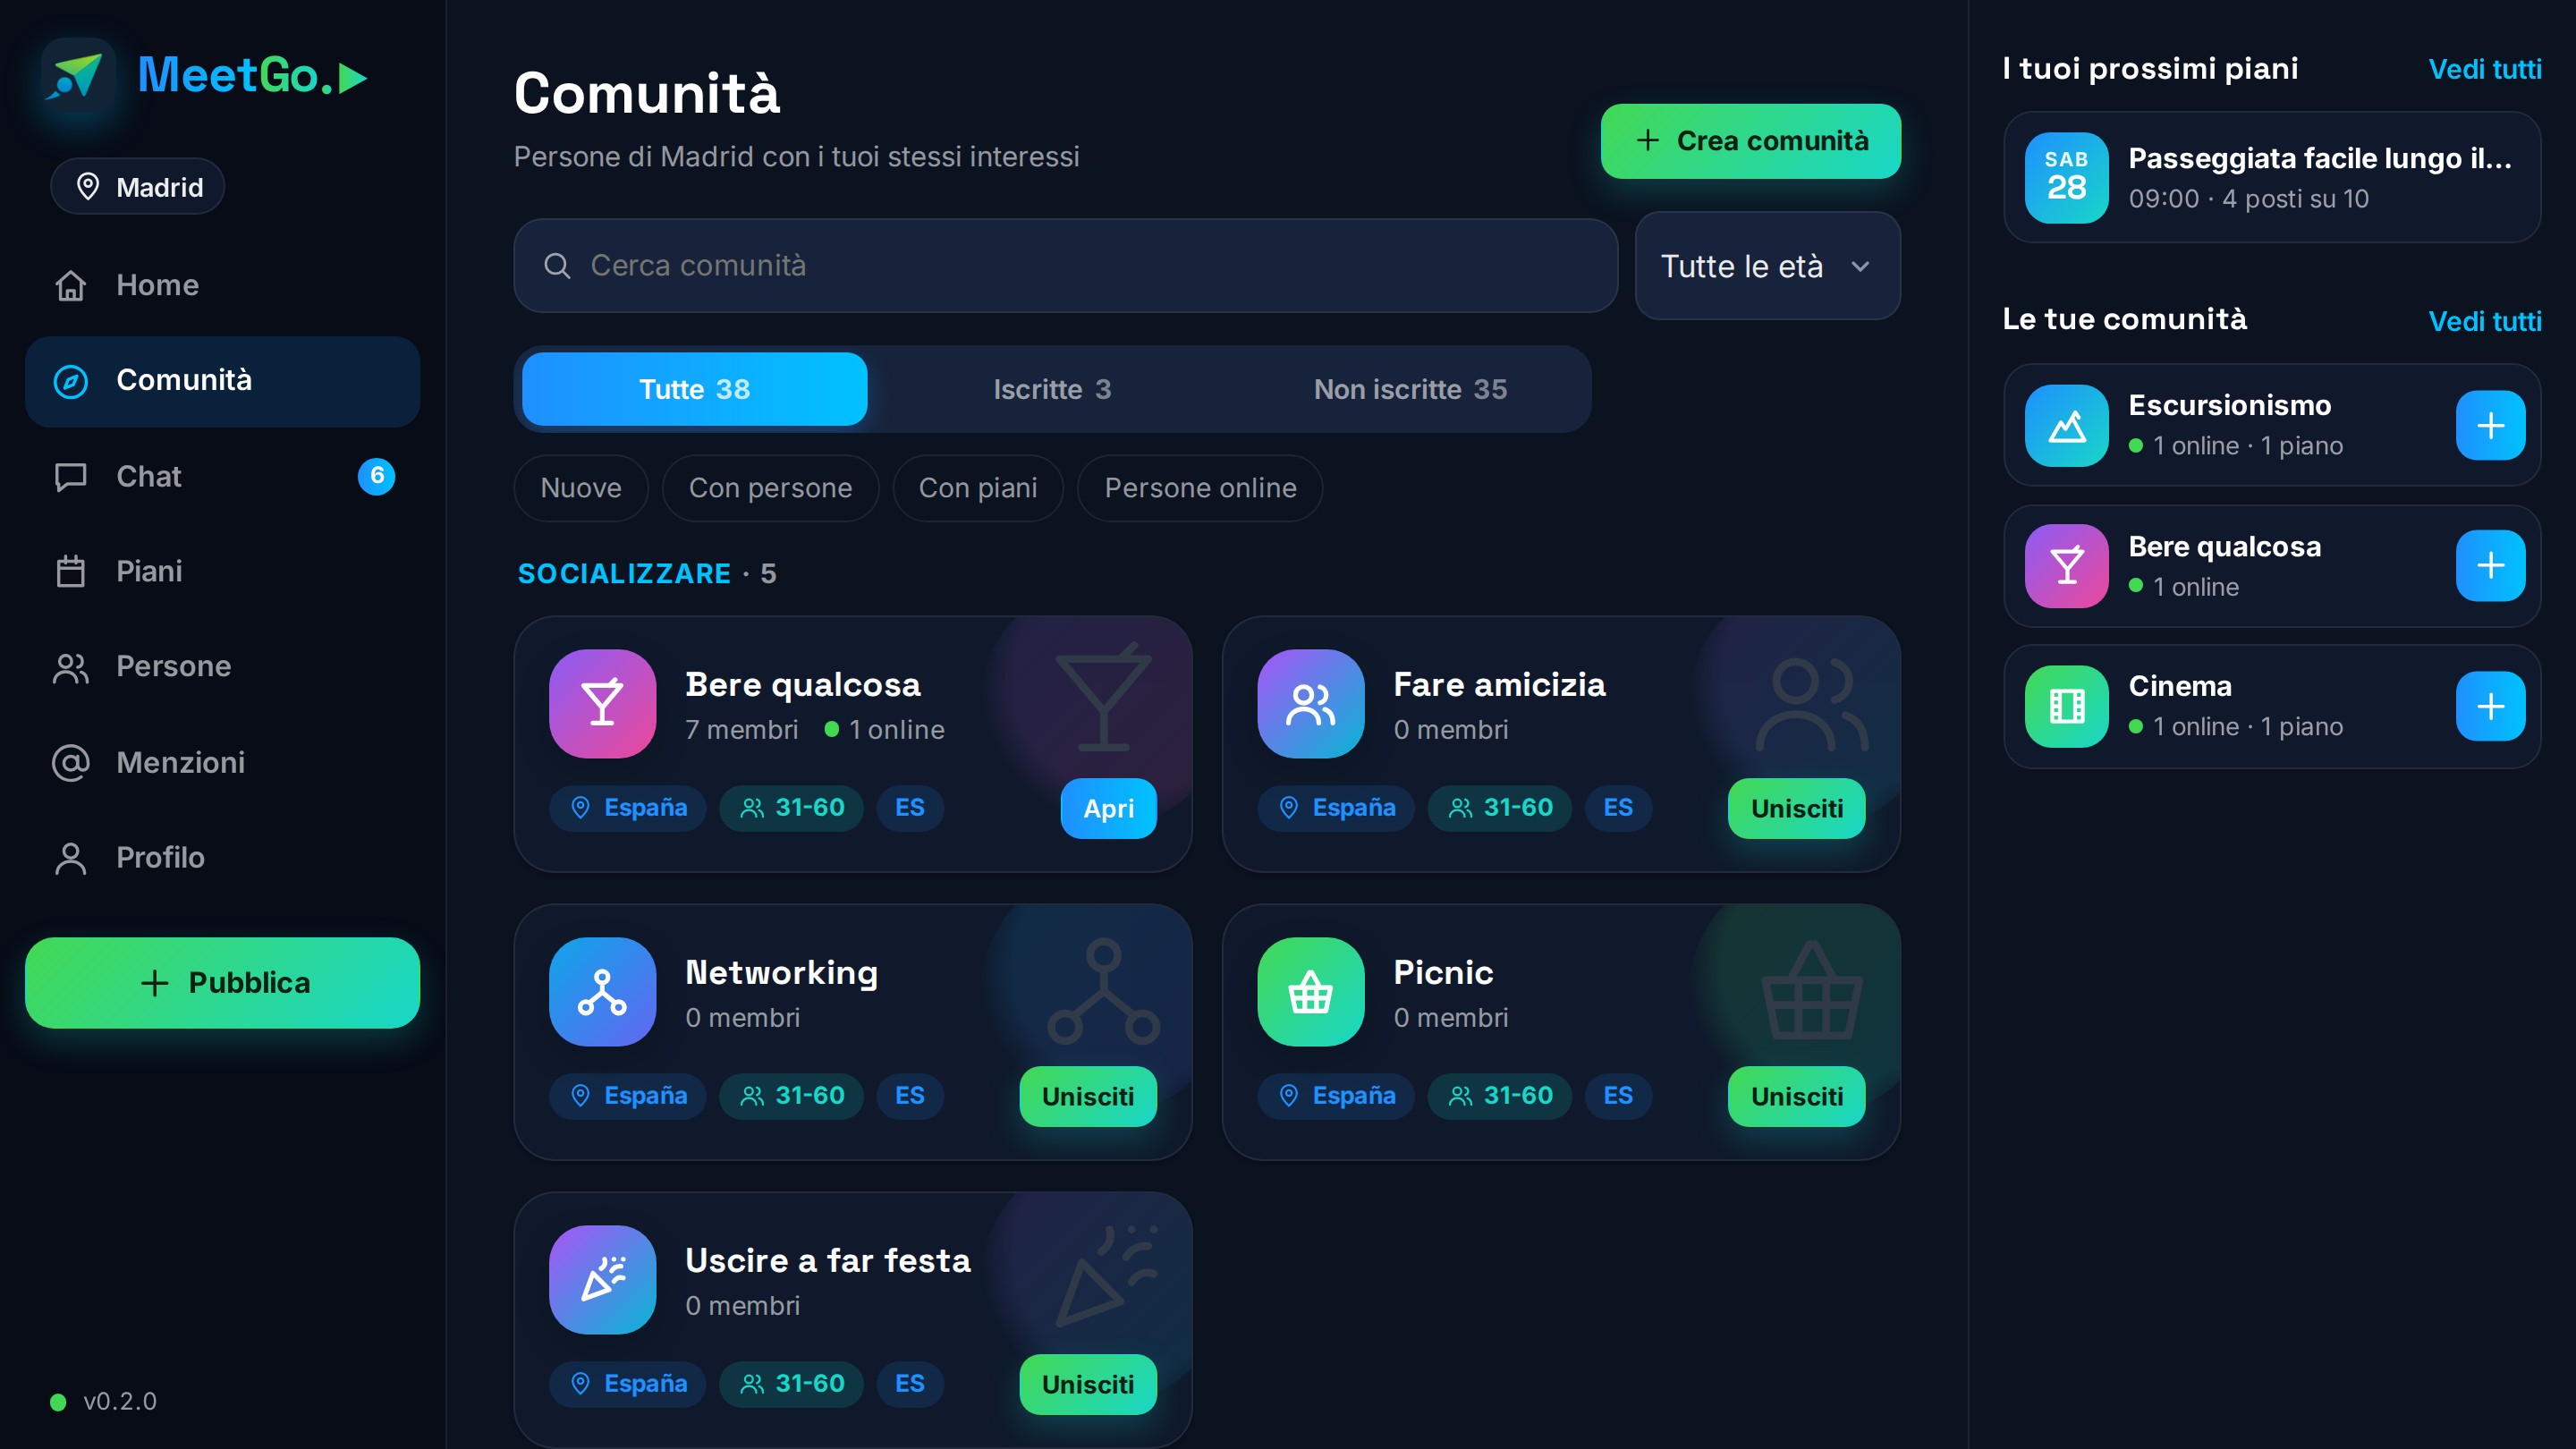 MeetGo.
Madrid
Home
Comunità
Chat 6
Piani
Persone
Menzioni
Profilo
Pubblica
v0.2.0
Comunità
Persone di Madrid con i tuoi stessi interessi
Crea comunità
Cerca comunità
Tutte le età
Tutte 38
Iscritte 3
Non iscritte 35
Nuove
Con persone
Con piani
Persone online
SOCIALIZZARE · 5
Bere qualcosa
7 membri 1 online
España 31-60 ES Apri
Fare amicizia
0 membri
España 31-60 ES Unisciti
Networking
0 membri
España 31-60 ES Unisciti
Picnic
0 membri
España 31-60 ES Unisciti
Uscire a far festa
0 membri
España 31-60 ES Unisciti
I tuoi prossimi piani Vedi tutti
SAB
28
Passeggiata facile lungo il...
09:00 · 4 posti su 10
Le tue comunità Vedi tutti
Escursionismo
1 online · 1 piano
Bere qualcosa
1 online
Cinema
1 online · 1 piano